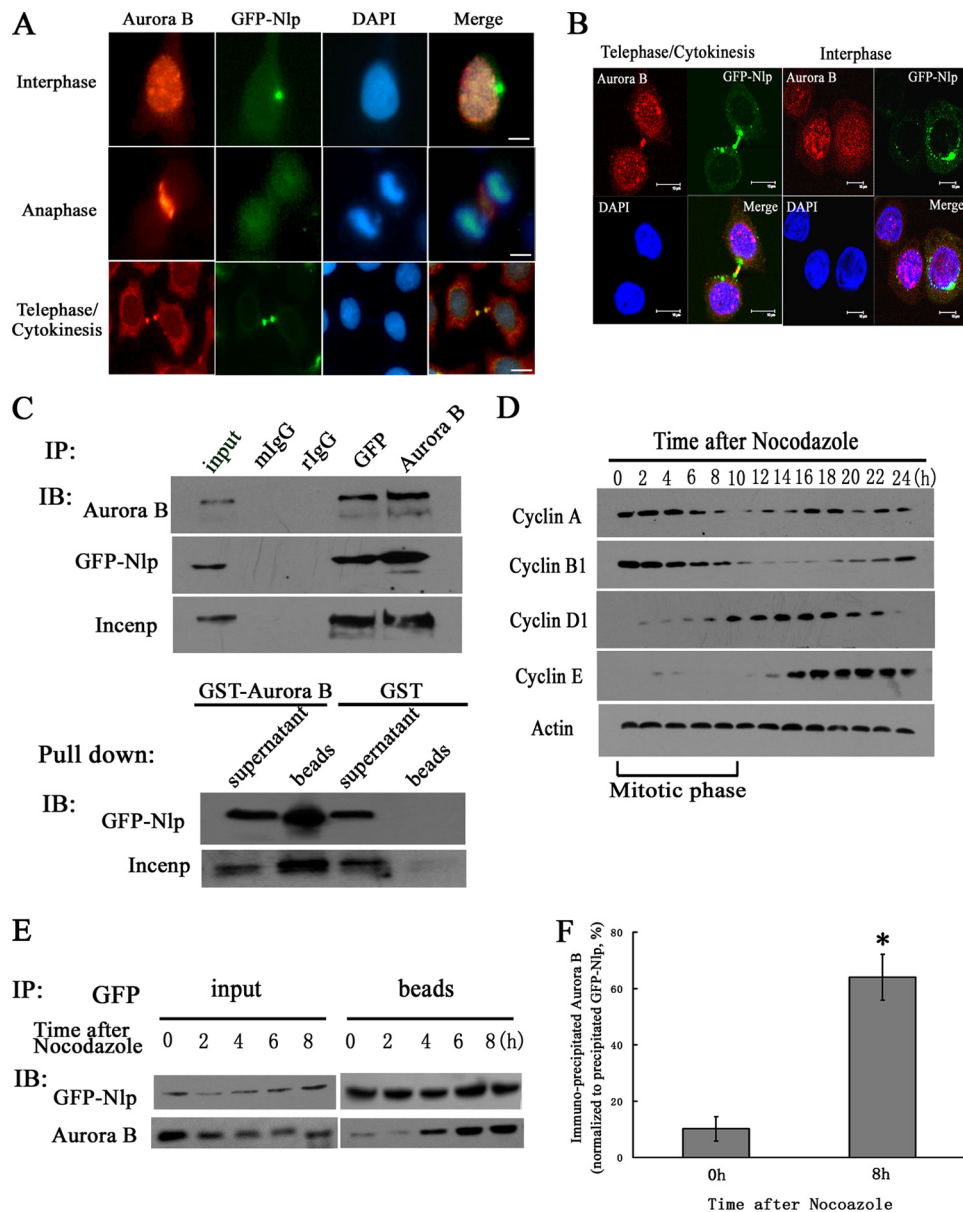 A
Aurora B GFP-Nlp DAPI Merge
Interphase
Anaphase
Telephase/
Cytokinesis
B
Telephase/Cytokinesis Interphase
Aurora B GFP-Nlp Aurora B GFP-Nlp
DAPI Merge DAPI Merge
C
IP: input mIgG rIgG GFP Aurora B
IB:
Aurora B
GFP-Nlp
Incenp
GST-Aurora B GST
Pull down: supernatant beads supernatant beads
IB:
GFP-Nlp
Incenp
D
Time after Nocodazole
0 2 4 6 8 10 12 14 16 18 20 22 24 (h)
Cyclin A
Cyclin B1
Cyclin D1
Cyclin E
Actin
Mitotic phase
E
IP: GFP input beads
Time after
Nocodazole 0 2 4 6 8 0 2 4 6 8 (h)
IB:
GFP-Nlp
Aurora B
F
Immuno-precipitated Aurora B
(normalized to precipitated GFP-Nlp, %)
80
60
40
20
0
*
0h 8h
Time after Nocoazole